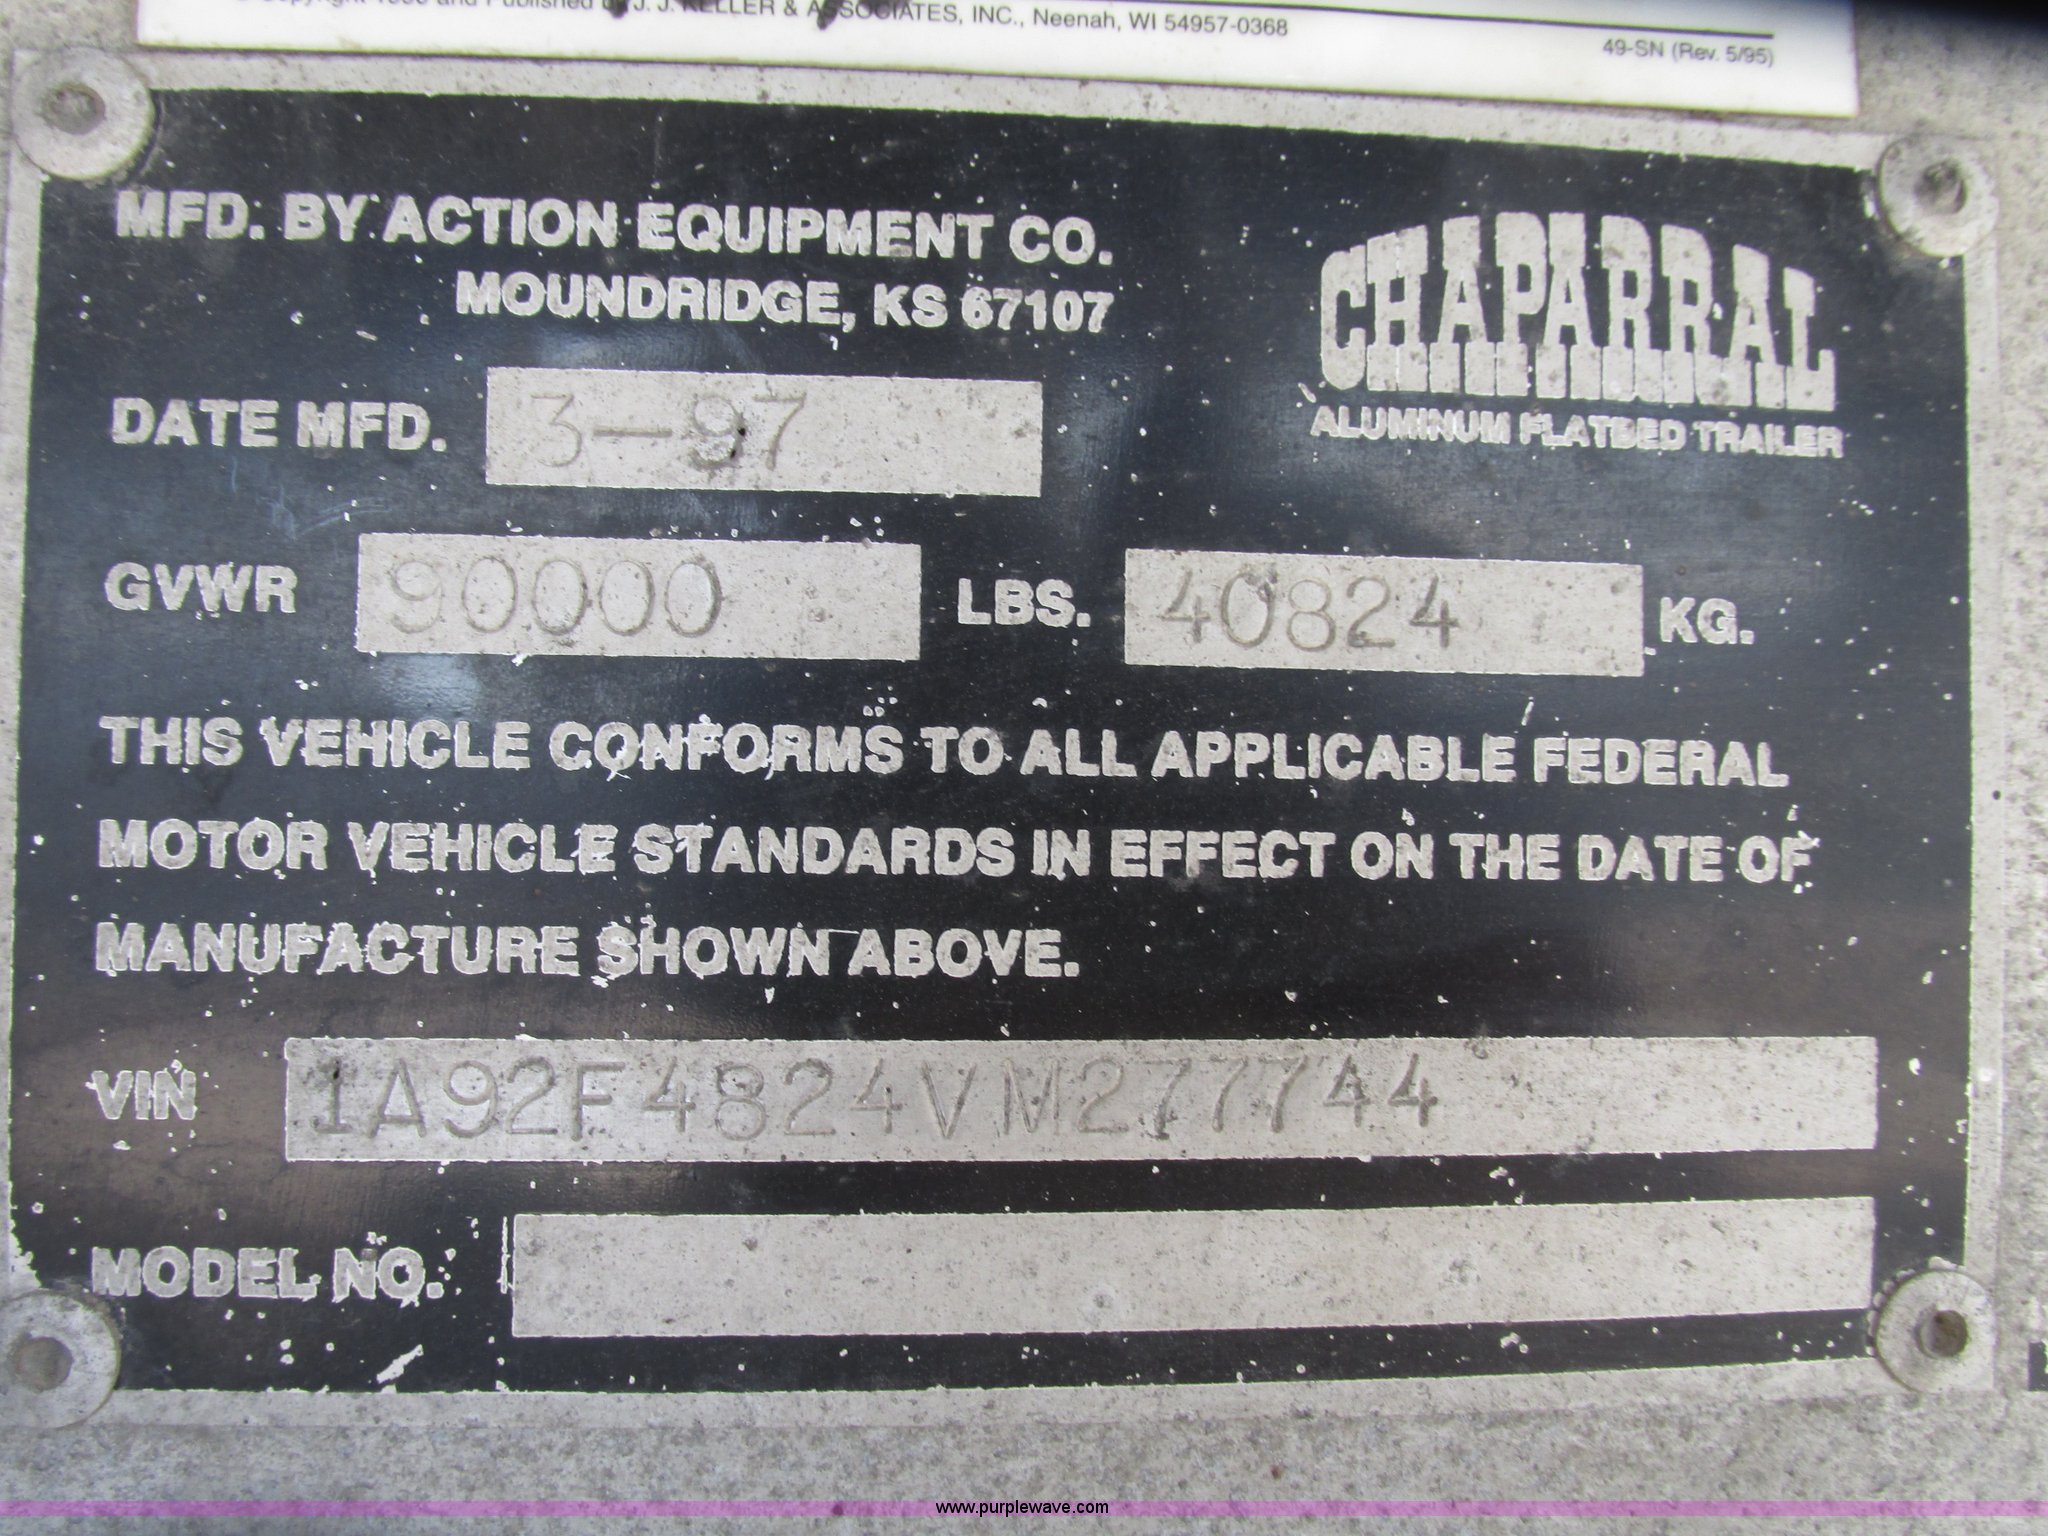 J. J. KELLER & ASSOCIATES, INC., Neenah, WI 54957-0368
49-SN (Rev. 5/95)
MFD. BY ACTION EQUIPMENT CO.
MOUNDRIDGE, KS 67107
CHAPARRAL
ALUMINUM FLATBED TRAILER
DATE MFD. 3-97
GVWR 90000 LBS. 40824 KG.
THIS VEHICLE CONFORMS TO ALL APPLICABLE FEDERAL
MOTOR VEHICLE STANDARDS IN EFFECT ON THE DATE OF
MANUFACTURE SHOWN ABOVE.
VIN 1A92F4824VM277744
MODEL NO.
www.purplewave.com